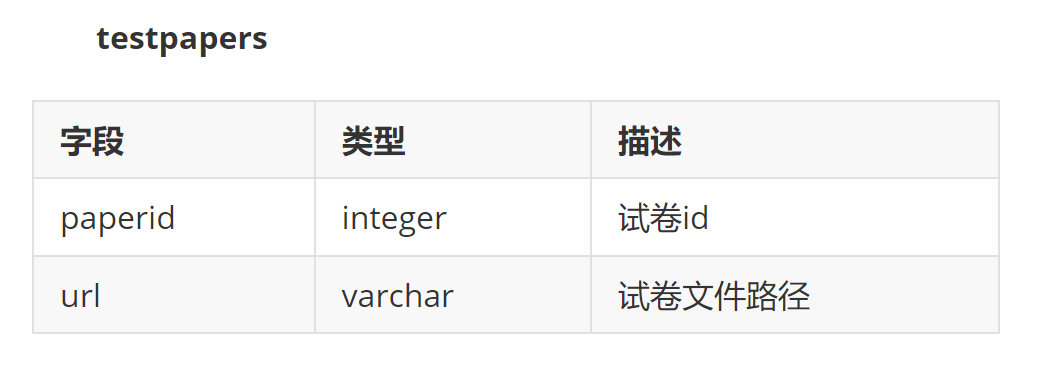 testpapers
字段 类型 描述
paperid integer 试卷id
url varchar 试卷文件路径